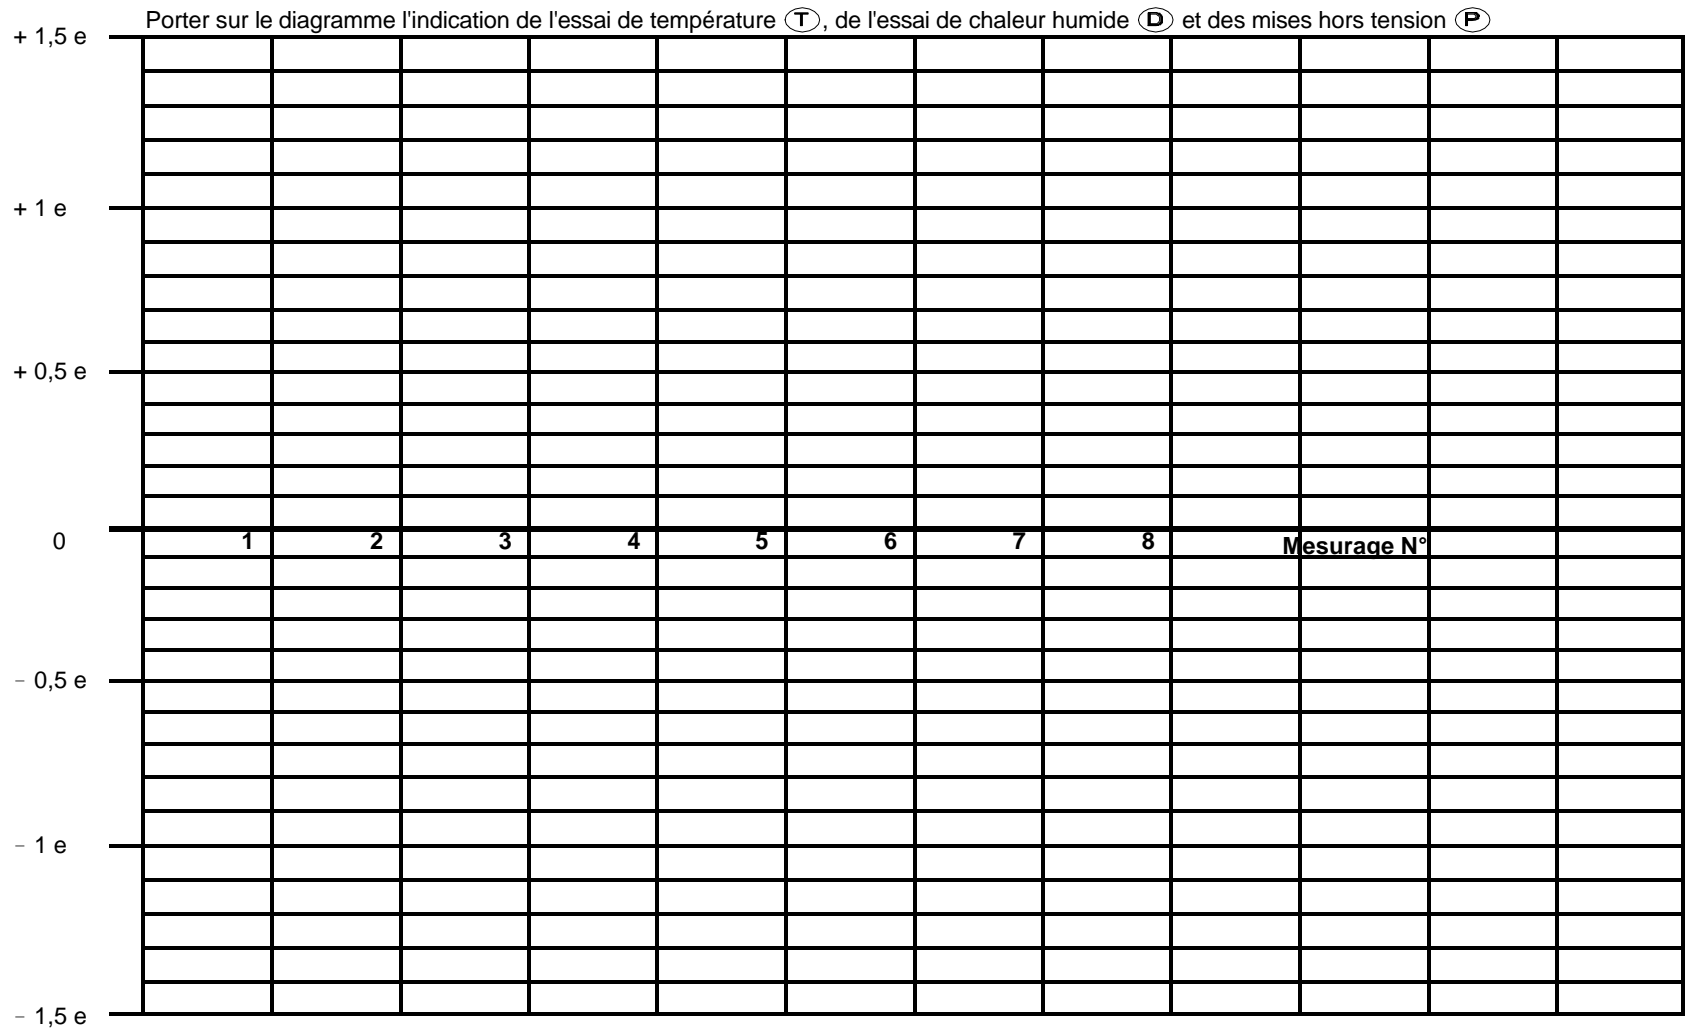 Porter sur le diagramme l'indication de l'essai de température Ⓣ, de l'essai de chaleur humide Ⓓ et des mises hors tension Ⓟ
+ 1,5 e
+ 1 e
+ 0,5 e
0 1 2 3 4 5 6 7 8 Mesurage N°
− 0,5 e
− 1 e
− 1,5 e